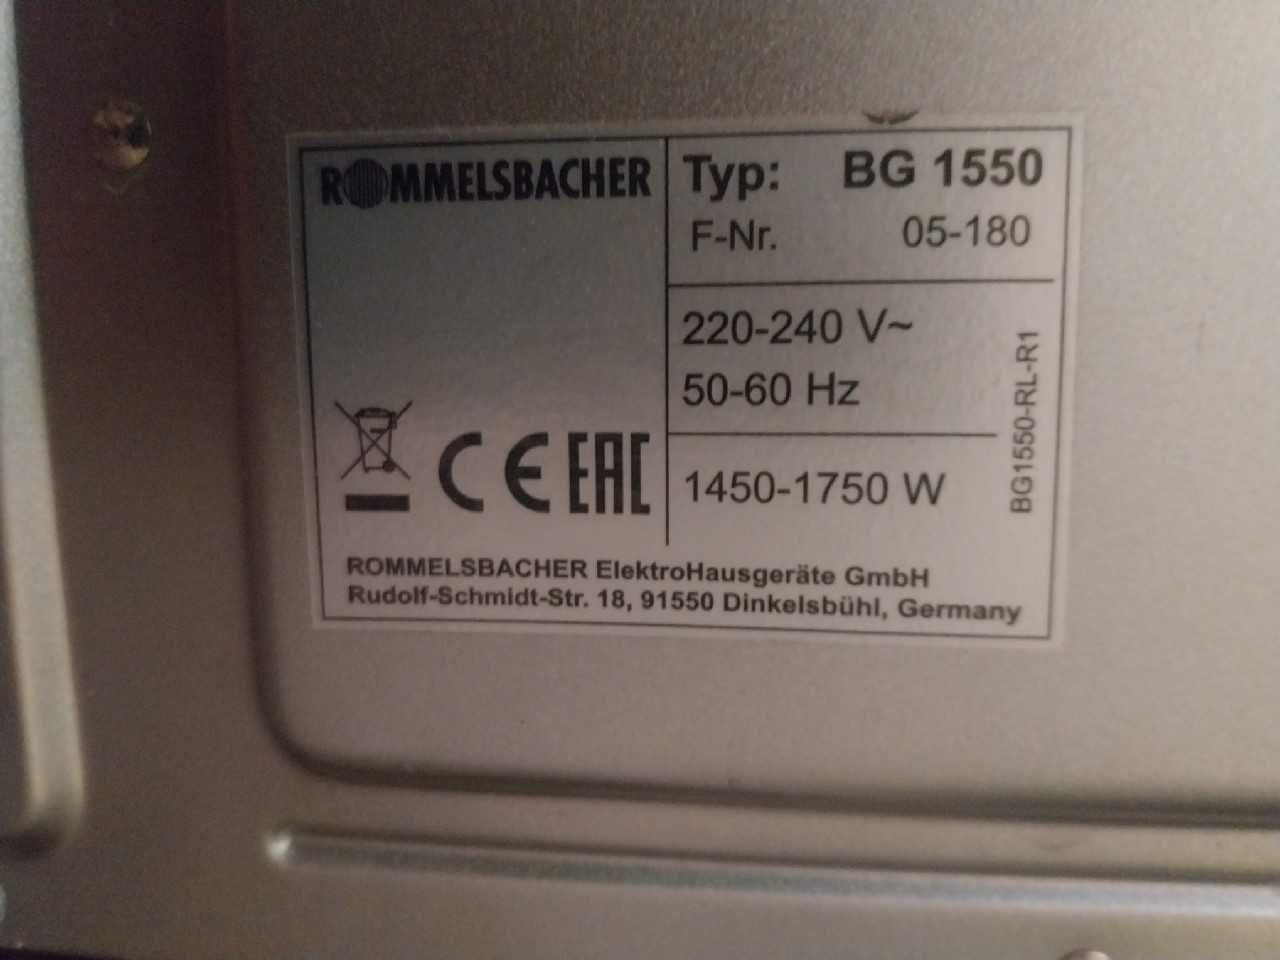 ROMMELSBACHER
Typ: BG 1550
F-Nr. 05-180
220-240 V~
50-60 Hz
1450-1750 W
BG1550-RL-R1
CE EAC
ROMMELSBACHER ElektroHausgeräte GmbH
Rudolf-Schmidt-Str. 18, 91550 Dinkelsbühl, Germany